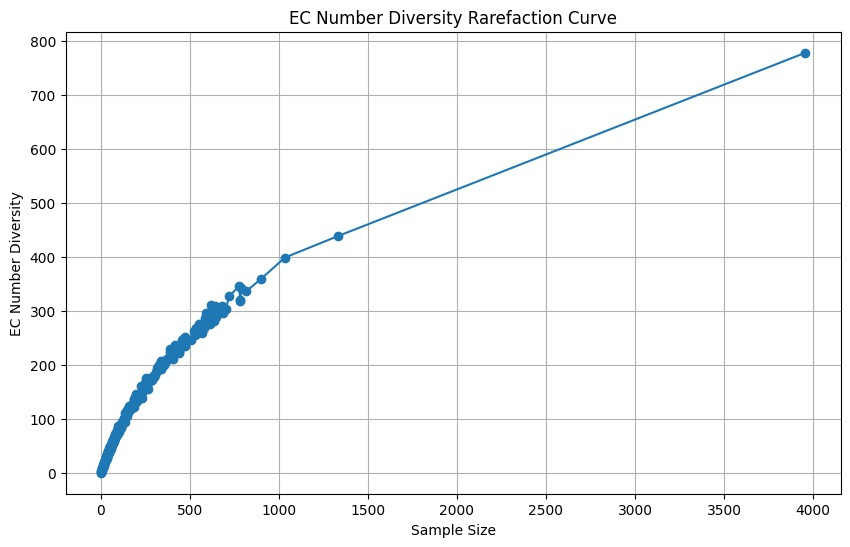 EC Number Diversity Rarefaction Curve
800
700
600
500
400
300
200
100
0
EC Number Diversity
0 500 1000 1500 2000 2500 3000 3500 4000
Sample Size